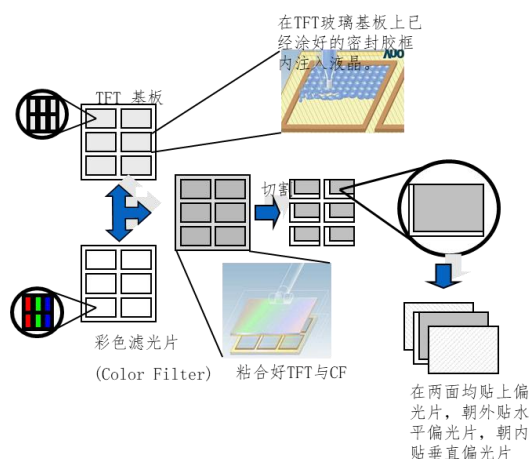 在TFT玻璃基板上已
经涂好的密封胶框
内注入液晶。
AUO
TFT 基板
切割
彩色滤光片
(Color Filter)
粘合好TFT与CF
在两面均贴上偏
光片，朝外贴水
平偏光片，朝内
贴垂直偏光片